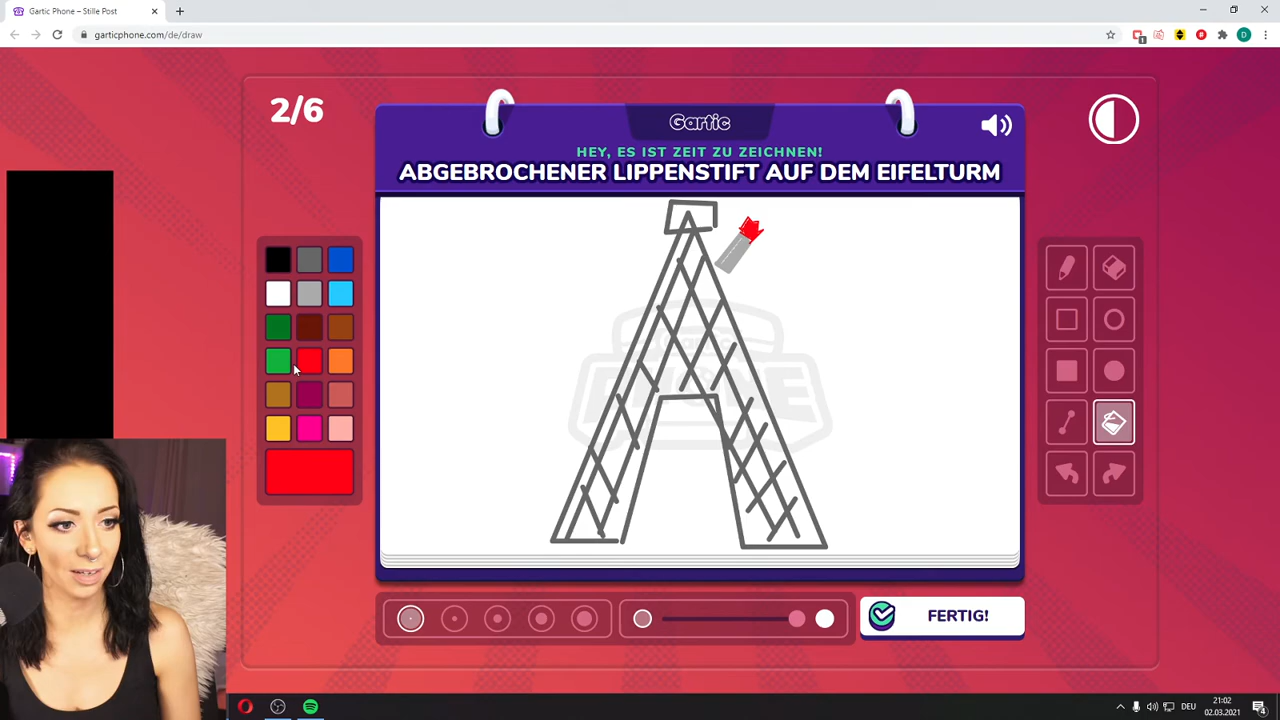 Gartic Phone – Stille Post
garticphone.com/de/draw
2/6
Gartic
HEY, ES IST ZEIT ZU ZEICHNEN!
ABGEBROCHENER LIPPENSTIFT AUF DEM EIFELTURM
PHONE
FERTIG!
DEU
21:02
02.03.2021